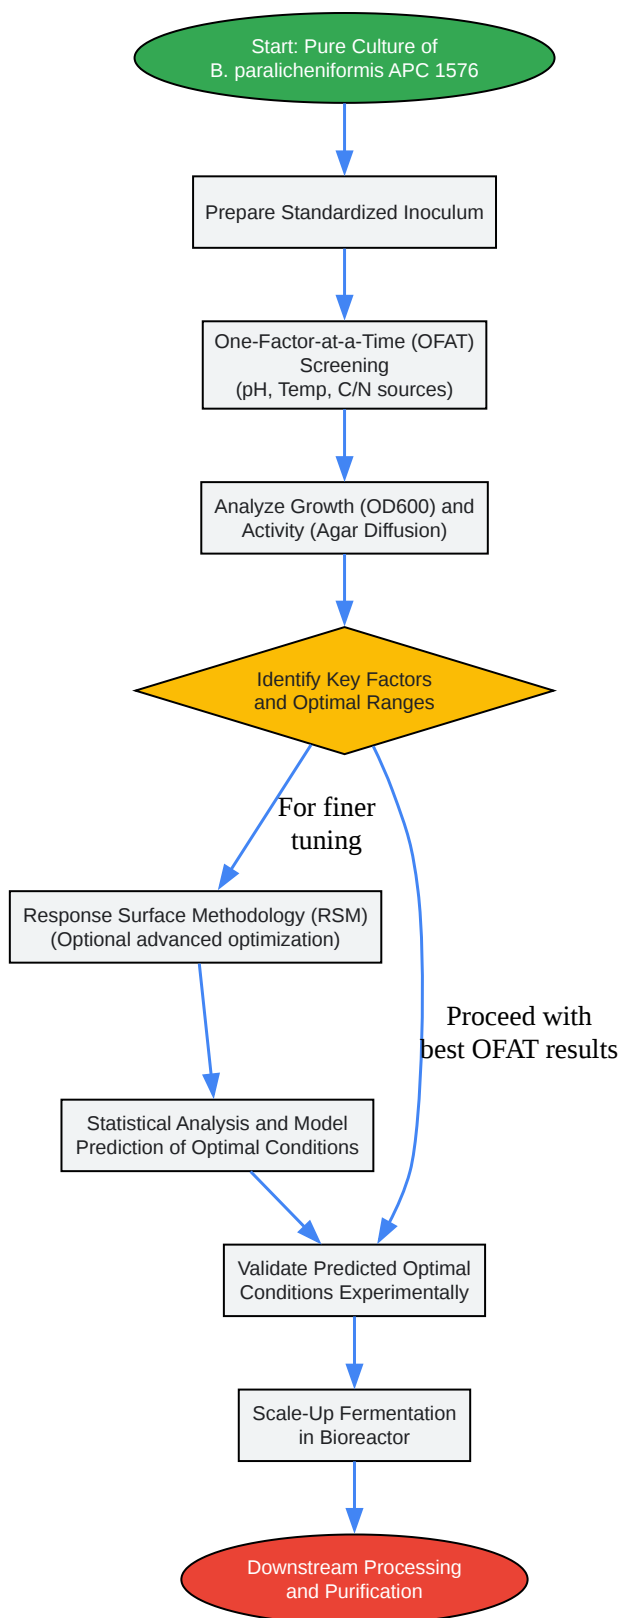 Start: Pure Culture of
B. paralicheniformis APC 1576
Prepare Standardized Inoculum
One-Factor-at-a-Time (OFAT)
Screening
(pH, Temp, C/N sources)
Analyze Growth (OD600) and
Activity (Agar Diffusion)
Identify Key Factors
and Optimal Ranges
For finer
tuning
Response Surface Methodology (RSM)
(Optional advanced optimization)
Proceed with
best OFAT results
Statistical Analysis and Model
Prediction of Optimal Conditions
Validate Predicted Optimal
Conditions Experimentally
Scale-Up Fermentation
in Bioreactor
Downstream Processing
and Purification